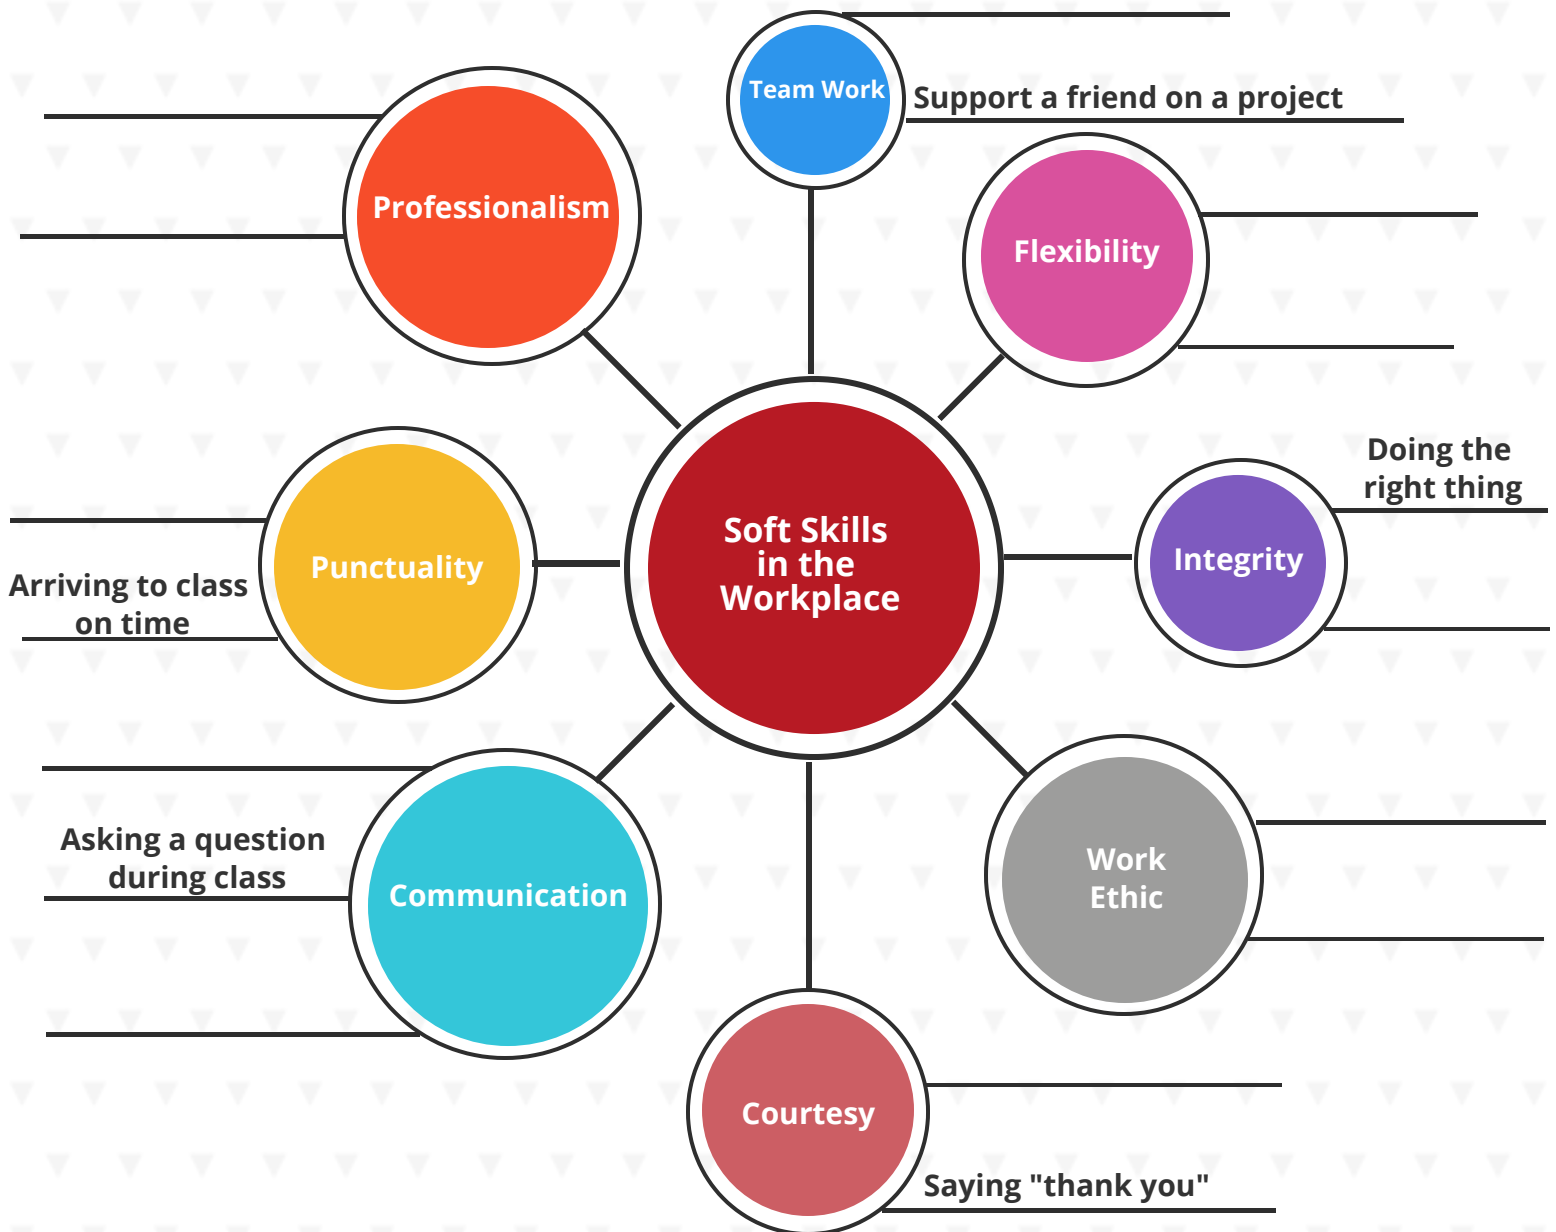 Team Work
Support a friend on a project
Professionalism
Flexibility
Doing the
right thing
Integrity
Soft Skills
in the
Workplace
Punctuality
Arriving to class
on time
Asking a question
during class
Communication
Work
Ethic
Courtesy
Saying "thank you"